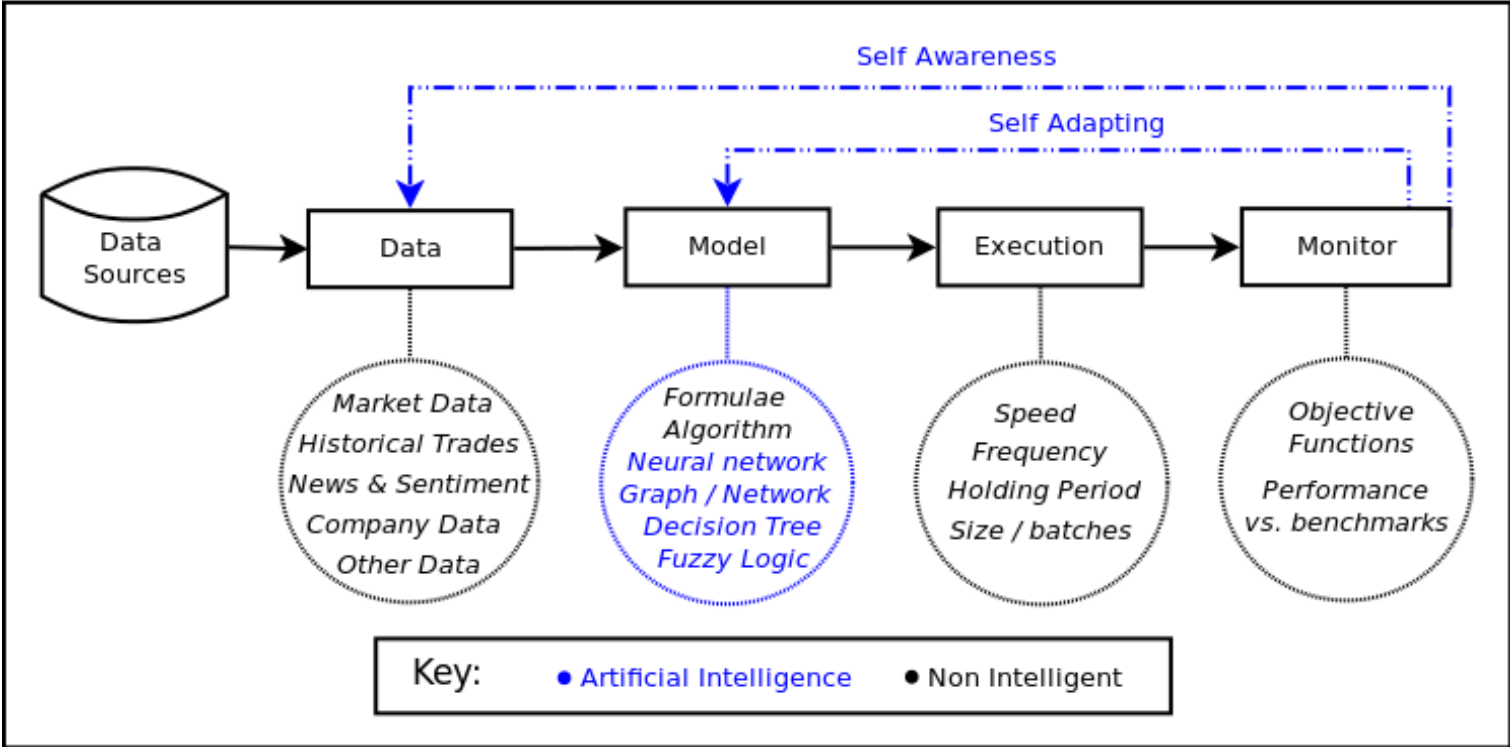 Self Awareness
Self Adapting
Data
Sources
Data
Model
Execution
Monitor
Market Data
Historical Trades
News & Sentiment
Company Data
Other Data
Formulae
Algorithm
Neural network
Graph / Network
Decision Tree
Fuzzy Logic
Speed
Frequency
Holding Period
Size / batches
Objective
Functions
Performance
vs. benchmarks
Key:
Artificial Intelligence
Non Intelligent